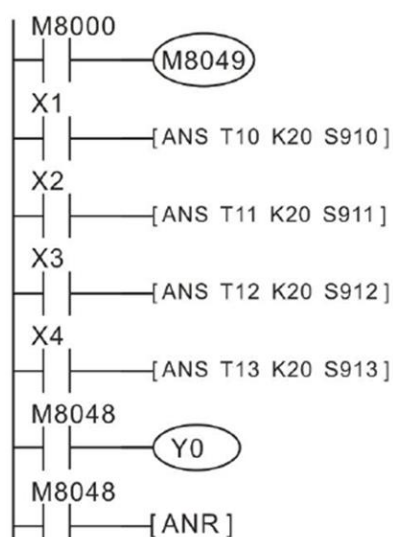 M8000
M8049
X1
[ANS T10 K20 S910]
X2
[ANS T11 K20 S911]
X3
[ANS T12 K20 S912]
X4
[ANS T13 K20 S913]
M8048
Y0
M8048
[ANR]